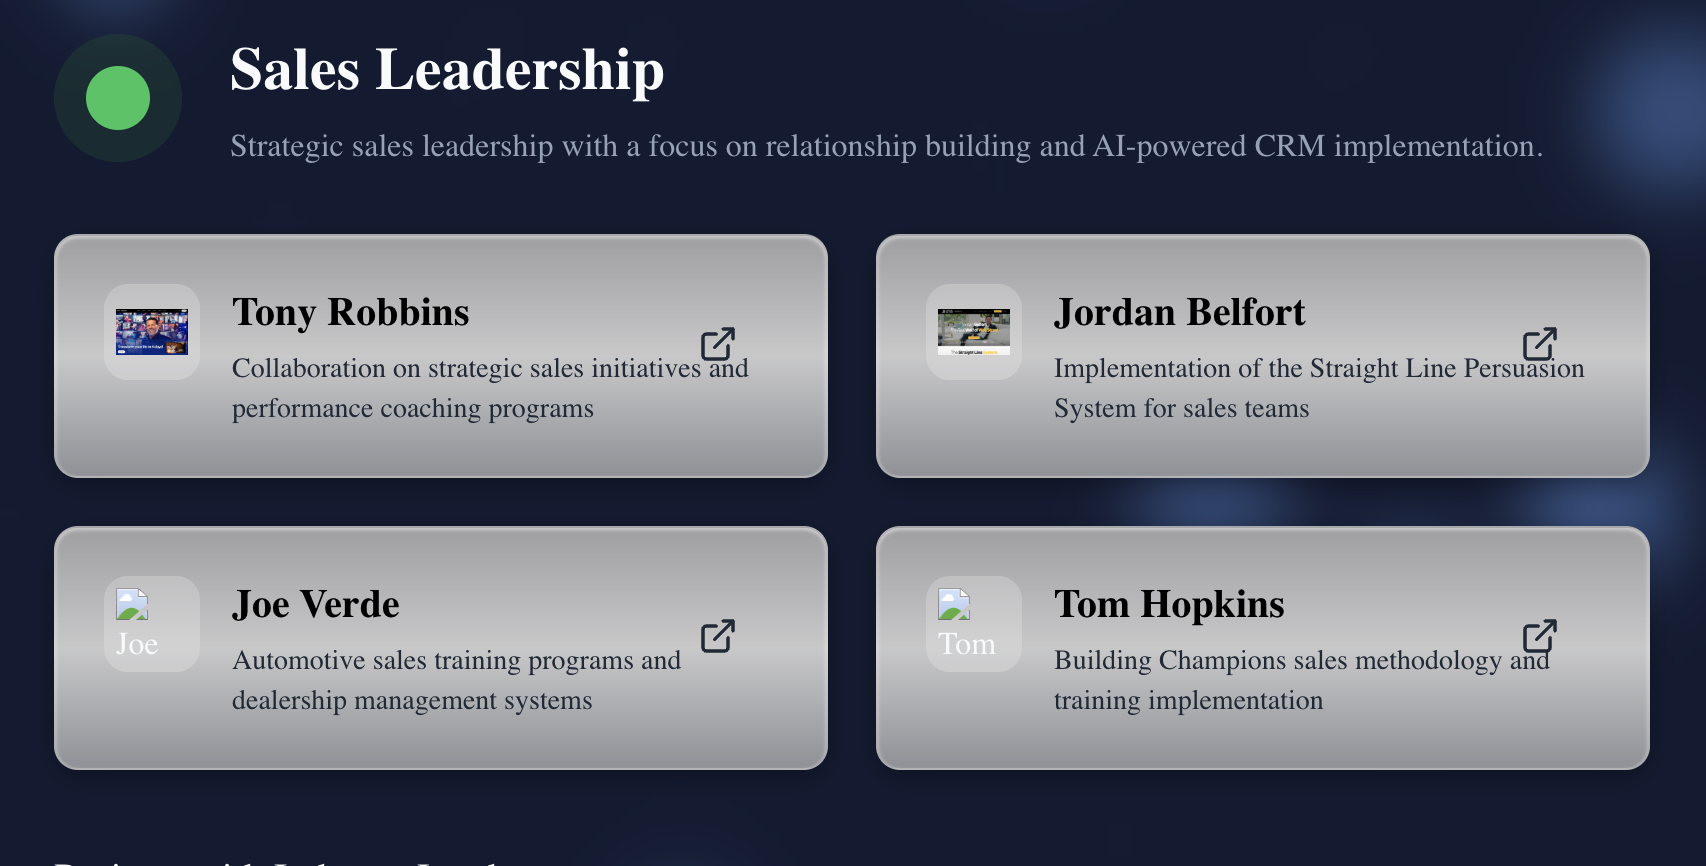 Sales Leadership
Strategic sales leadership with a focus on relationship building and AI-powered CRM implementation.
Tony Robbins
Collaboration on strategic sales initiatives and
performance coaching programs
Jordan Belfort
Implementation of the Straight Line Persuasion
System for sales teams
Joe
Joe Verde
Automotive sales training programs and
dealership management systems
Tom
Tom Hopkins
Building Champions sales methodology and
training implementation